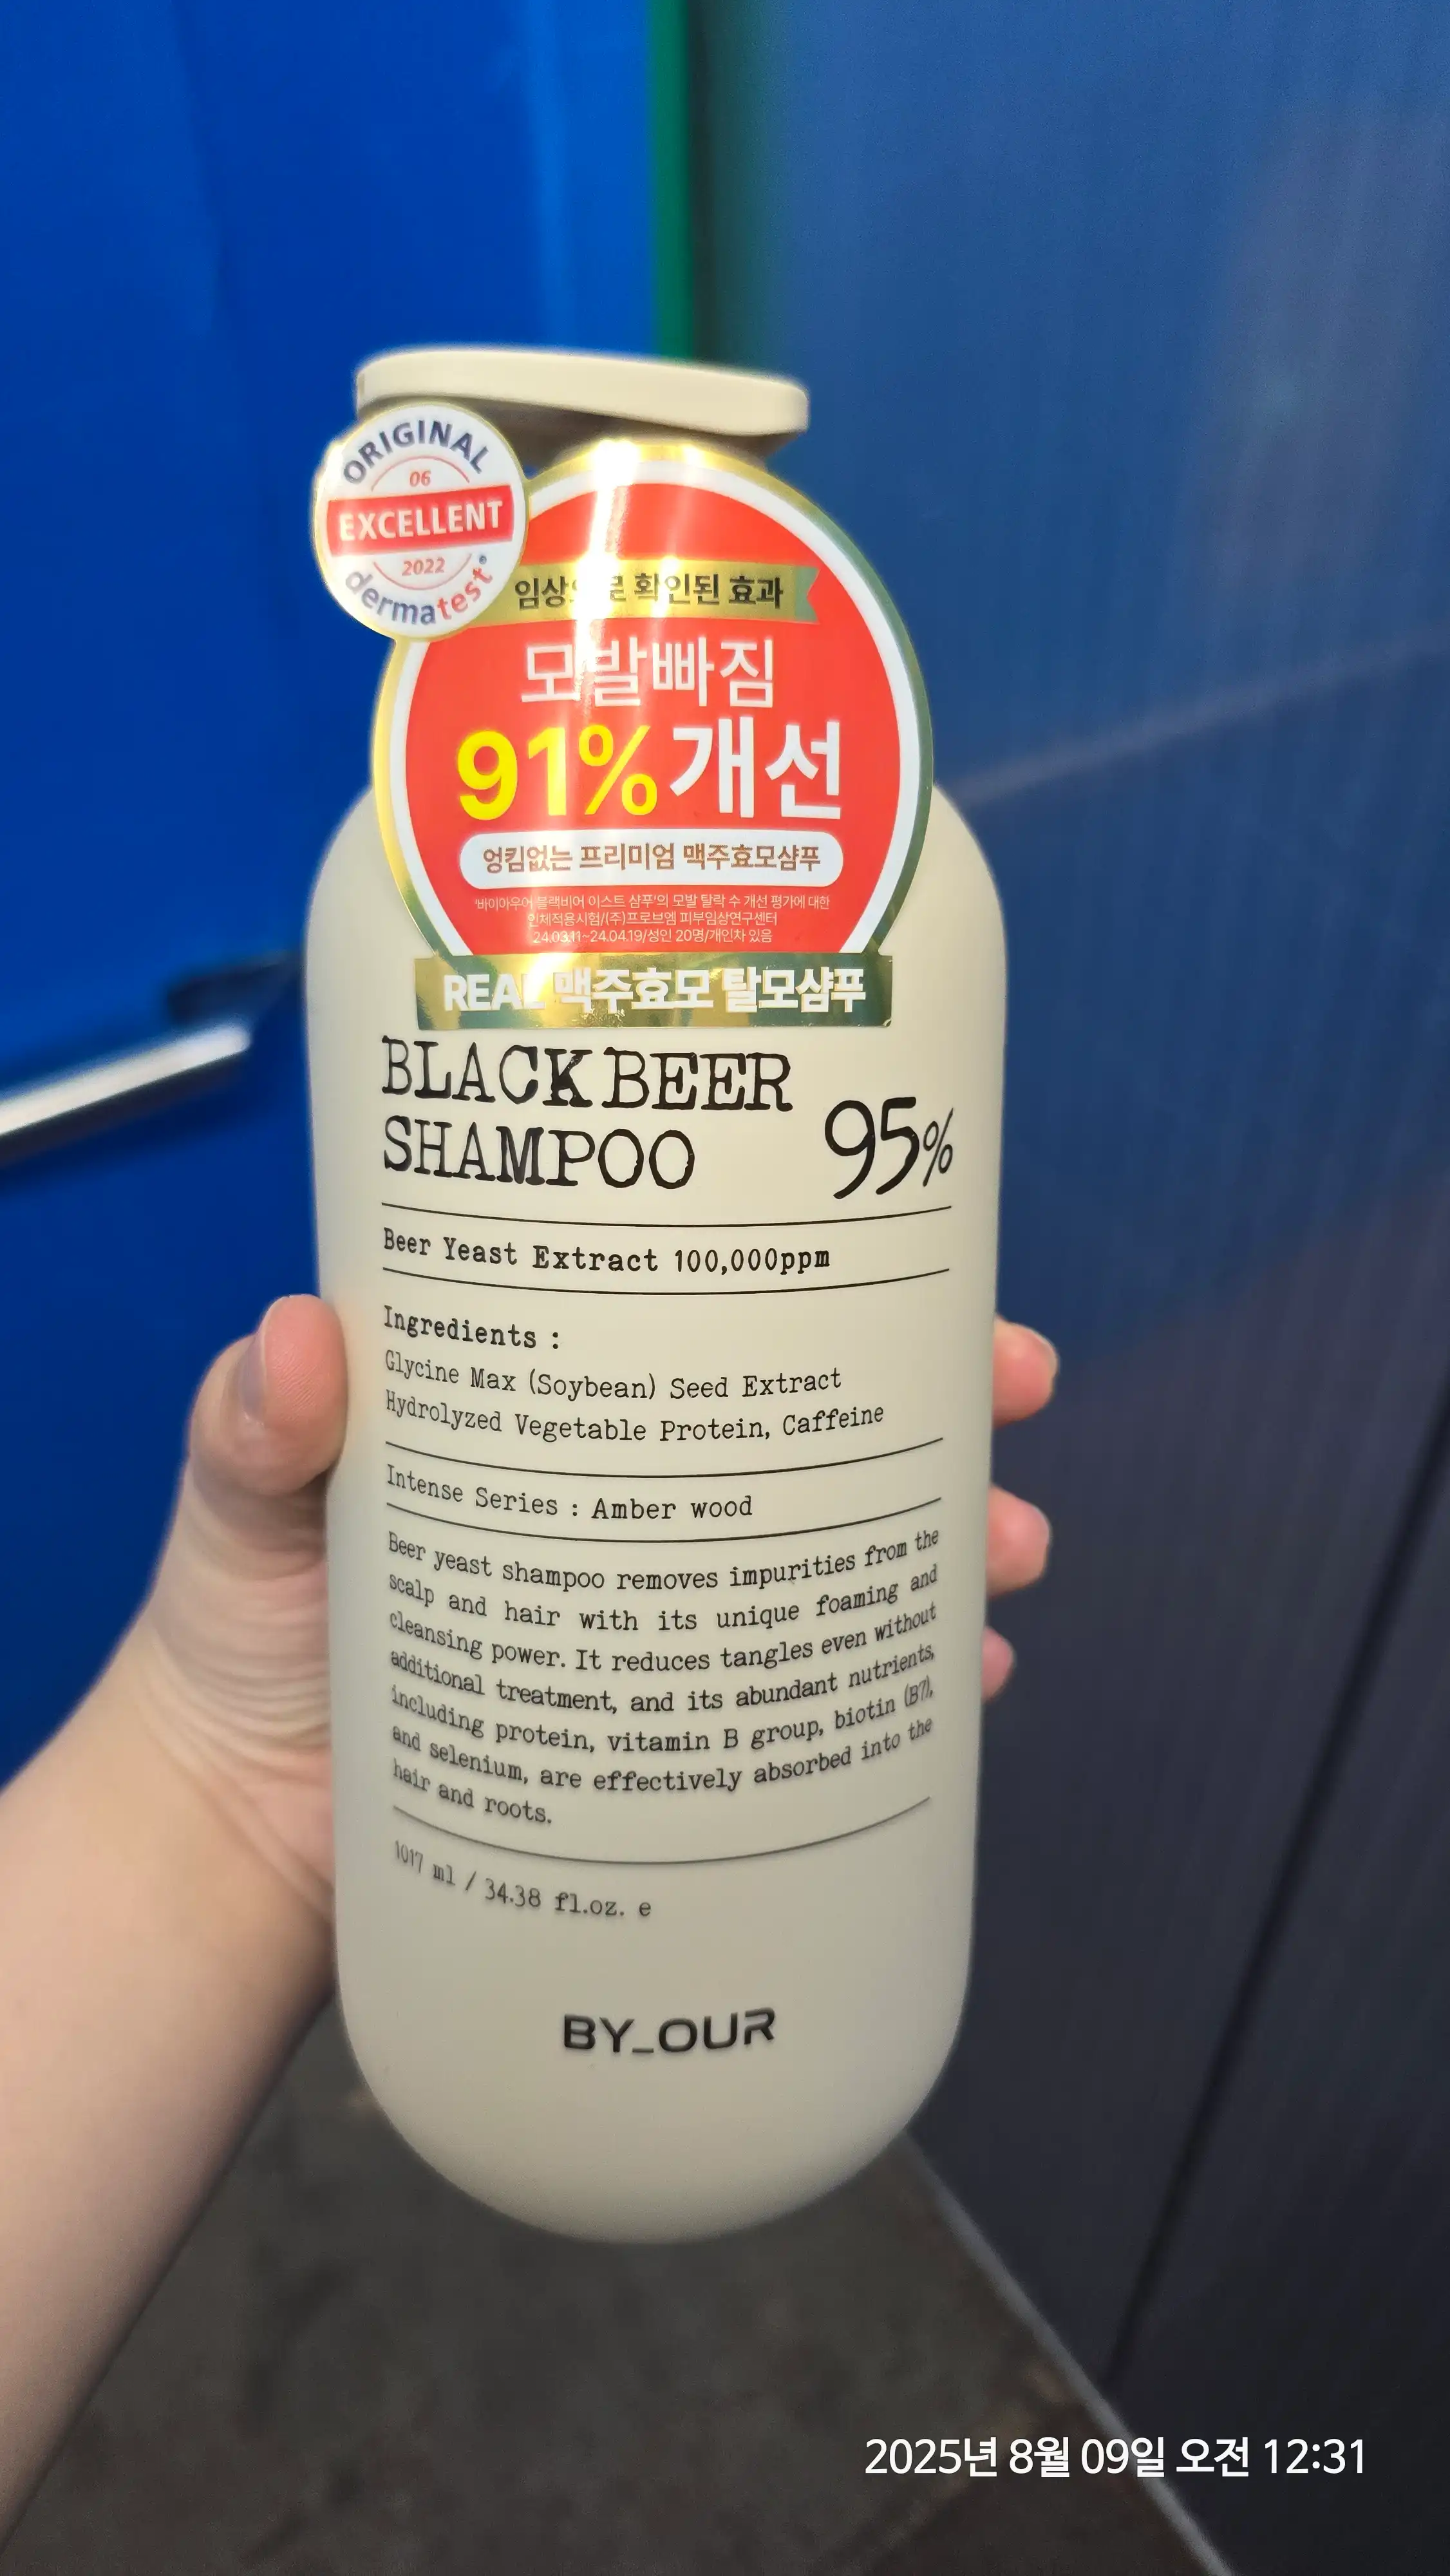 ORIGINAL
06
EXCELLENT
2022
dermatest
임상으로 확인된 효과
모발빠짐
91% 개선
엉킴없는 프리미엄 맥주효모샴푸
'바이아우어 블랙비어 이스트 샴푸'의 모발 탈락 수 개선 평가에 대한
인체적용시험/(주)프로브엠 피부임상연구센터
24.03.11~24.04.19/성인 20명/개인차 있음
REAL 맥주효모 탈모샴푸
BLACK BEER
SHAMPOO 95%
Beer Yeast Extract 100,000ppm
Ingredients :
Glycine Max (Soybean) Seed Extract
Hydrolyzed Vegetable Protein, Caffeine
Intense Series : Amber wood
Beer yeast shampoo removes impurities from the
scalp and hair with its unique foaming and
cleansing power. It reduces tangles even without
additional treatment, and its abundant nutrients,
including protein, vitamin B group, biotin (B7),
and selenium, are effectively absorbed into the
hair and roots.
1017 ml / 34.38 fl.oz. e
BY_OUR
2025년 8월 09일 오전 12:31